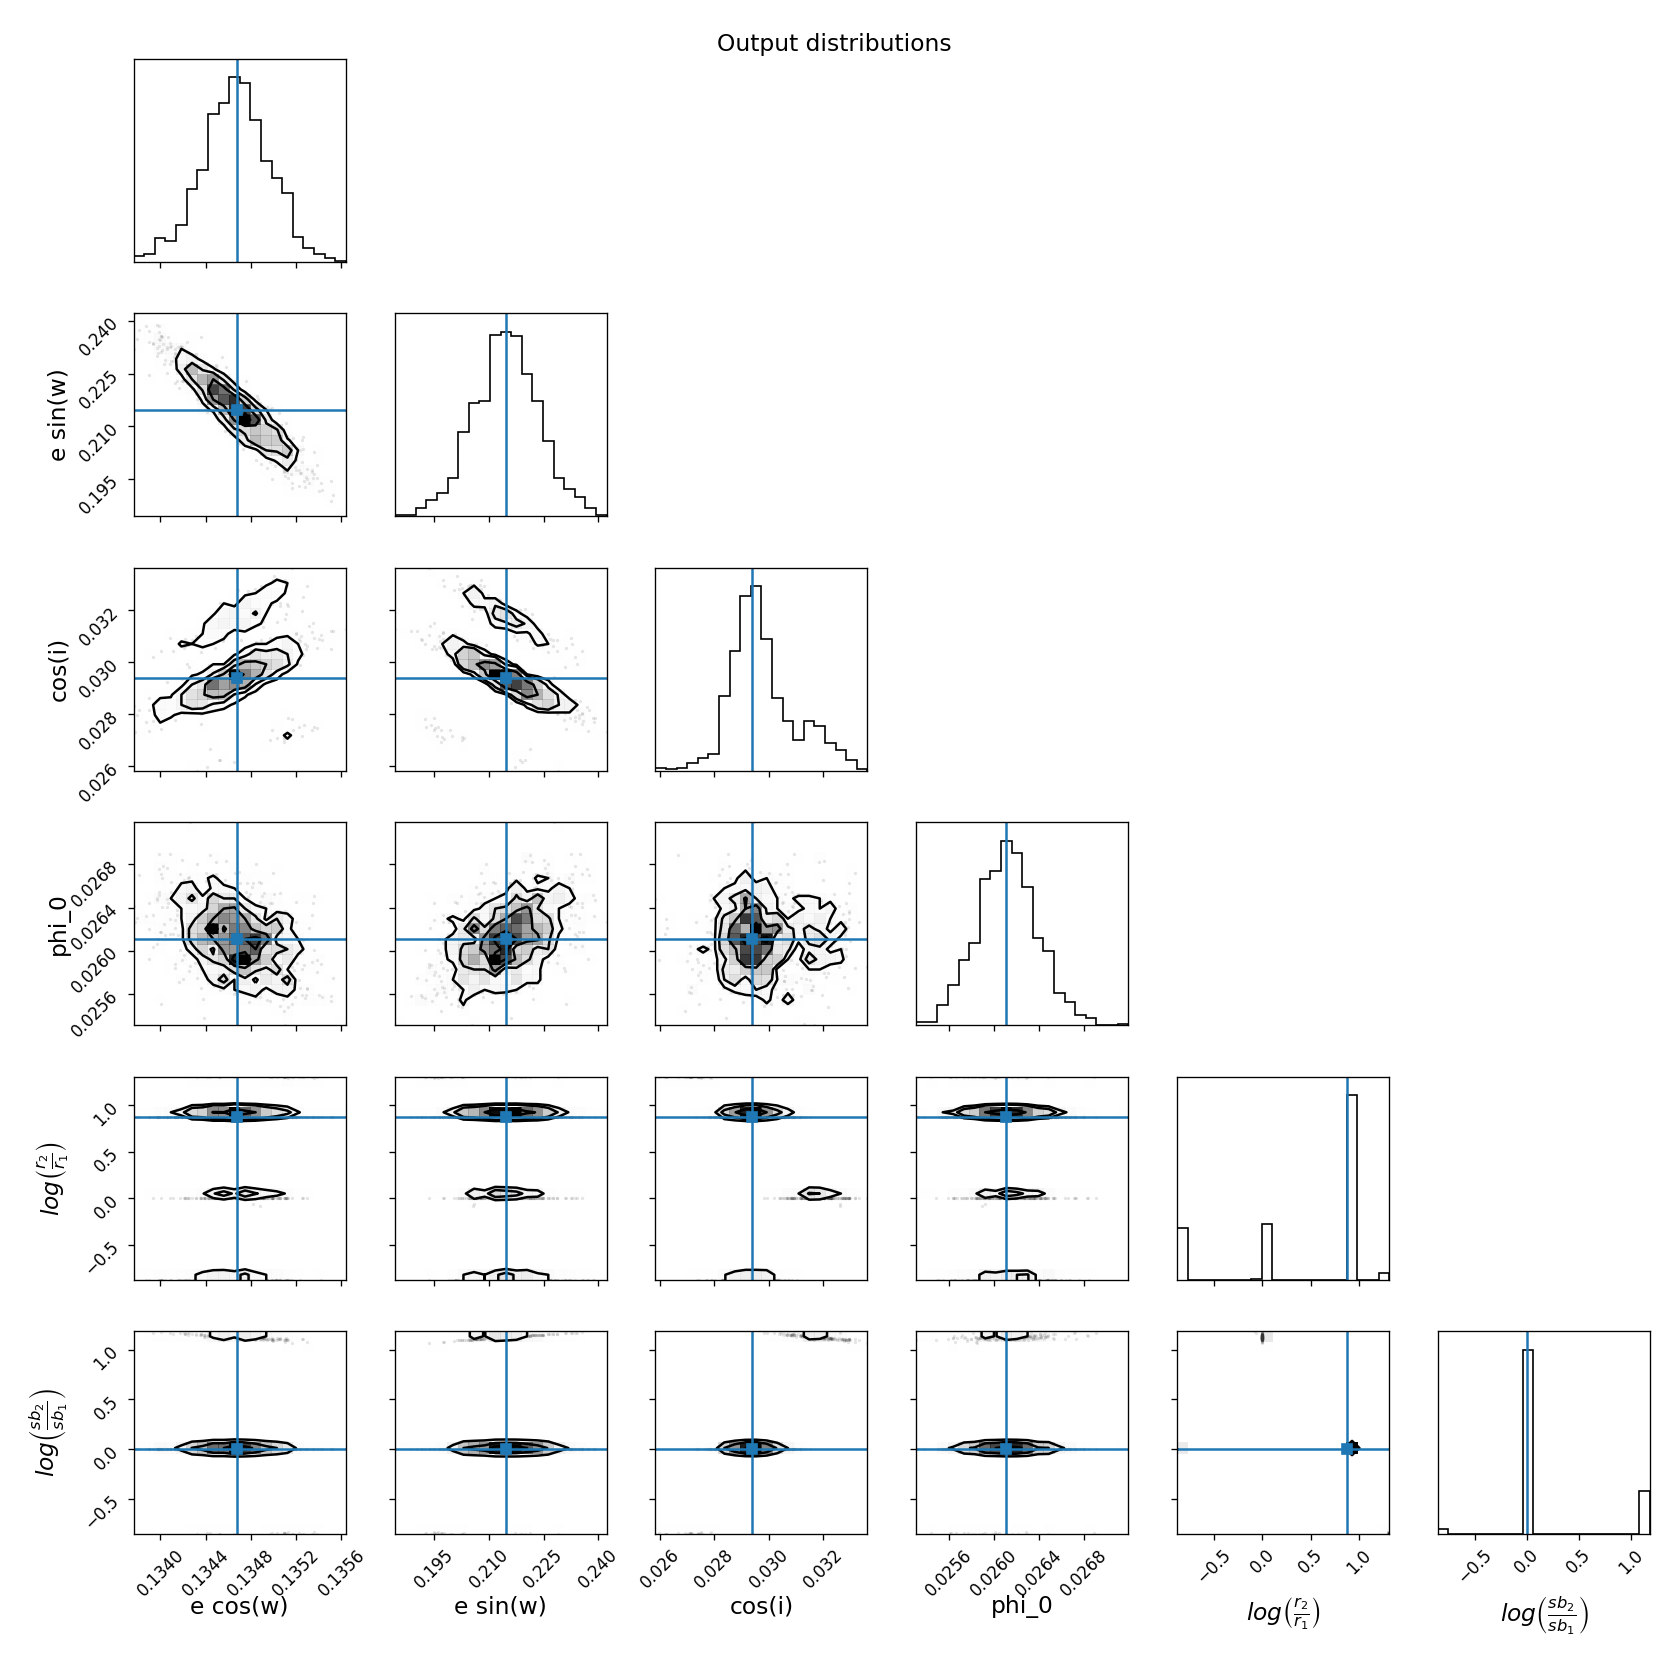 Output distributions
0.240
0.225
0.210
0.195
e sin(w)
0.032
0.030
0.028
0.026
cos(i)
0.0268
0.0264
0.0260
0.0256
phi_0
1.0
0.5
0.0
−0.5
log(r₂/r₁)
1.0
0.5
0.0
−0.5
log(sb₂/sb₁)
0.1340 0.1344 0.1348 0.1352 0.1356 0.195 0.210 0.225 0.240 0.026 0.028 0.030 0.032 0.0256 0.0260 0.0264 0.0268 −0.5 0.0 0.5 1.0 −0.5 0.0 0.5 1.0
e cos(w) e sin(w) cos(i) phi_0 log(r₂/r₁) log(sb₂/sb₁)